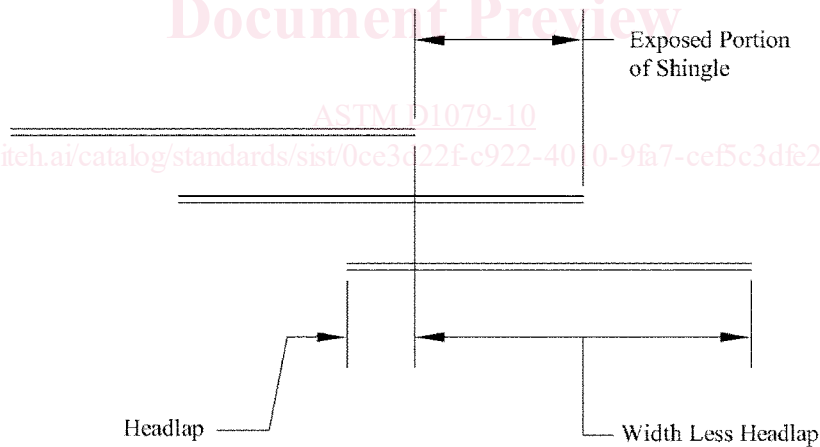 Document Preview
Exposed Portion
of Shingle
ASTM D1079-10
iteh.ai/catalog/standards/sist/0ce3c22f-c922-4010-9fa7-cef5c3dfe2
Headlap
Width Less Headlap